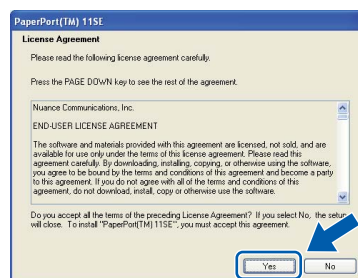 PaperPort(TM) 11SE
License Agreement
Please read the following license agreement carefully.
Press the PAGE DOWN key to see the rest of the agreement.
Nuance Communications, Inc.
END-USER LICENSE AGREEMENT
The software and materials provided with this agreement are licensed, not sold, and are
available for use only under the terms of this license agreement. Please read this
agreement carefully. By downloading, installing, copying, or otherwise using the software,
you agree to be bound by the terms and conditions of this agreement and become a party
to this agreement. If you do not agree with all of the terms and conditions of this
agreement, do not download, install, copy or otherwise use the software.
Do you accept all the terms of the preceding License Agreement? If you select No, the setup
will close. To install "PaperPort(TM) 11SE", you must accept this agreement.
Yes
No